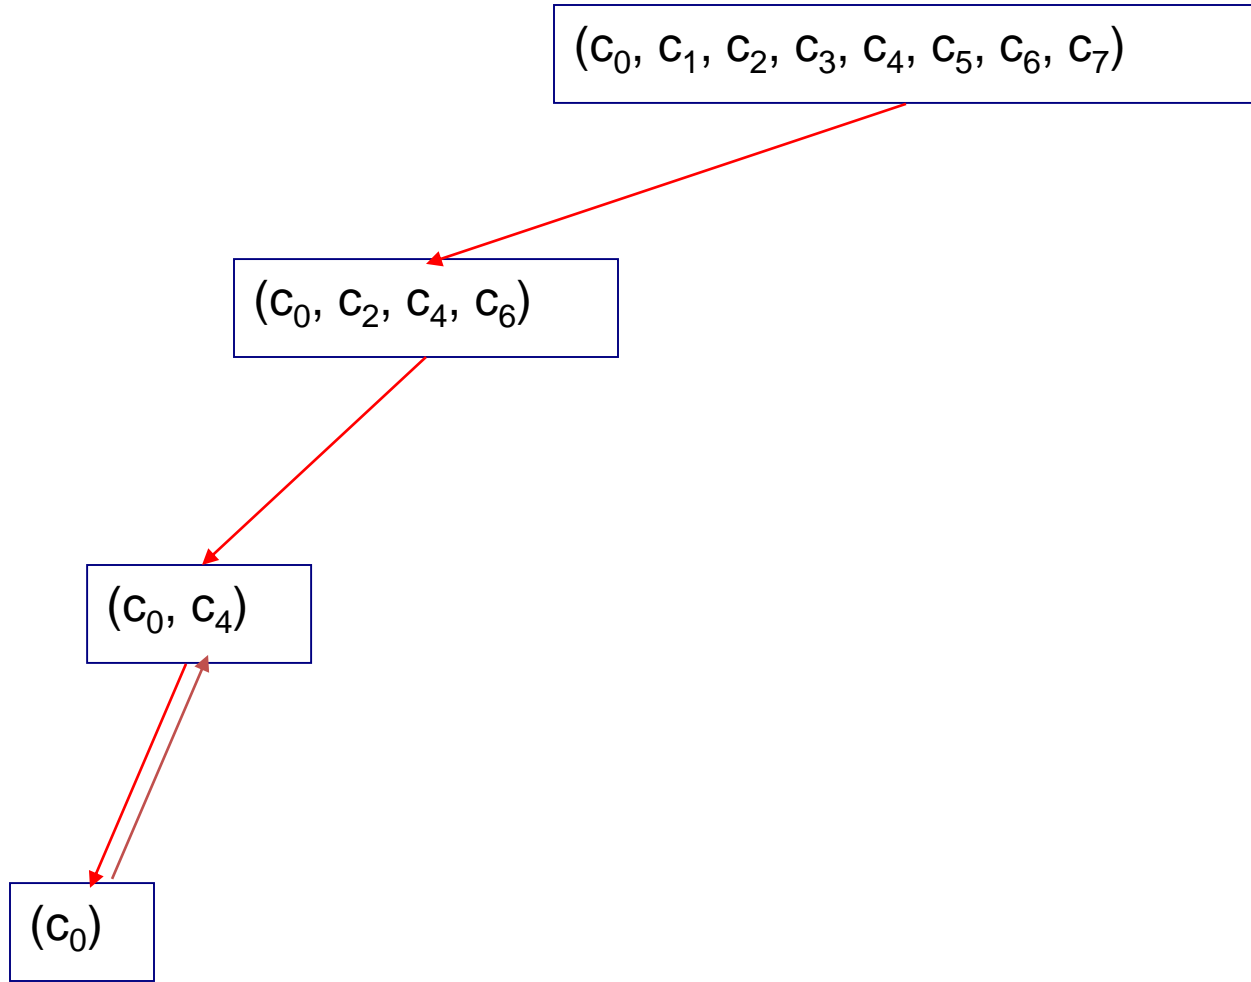 (c₀, c₁, c₂, c₃, c₄, c₅, c₆, c₇)
(c₀, c₂, c₄, c₆)
(c₀, c₄)
(c₀)